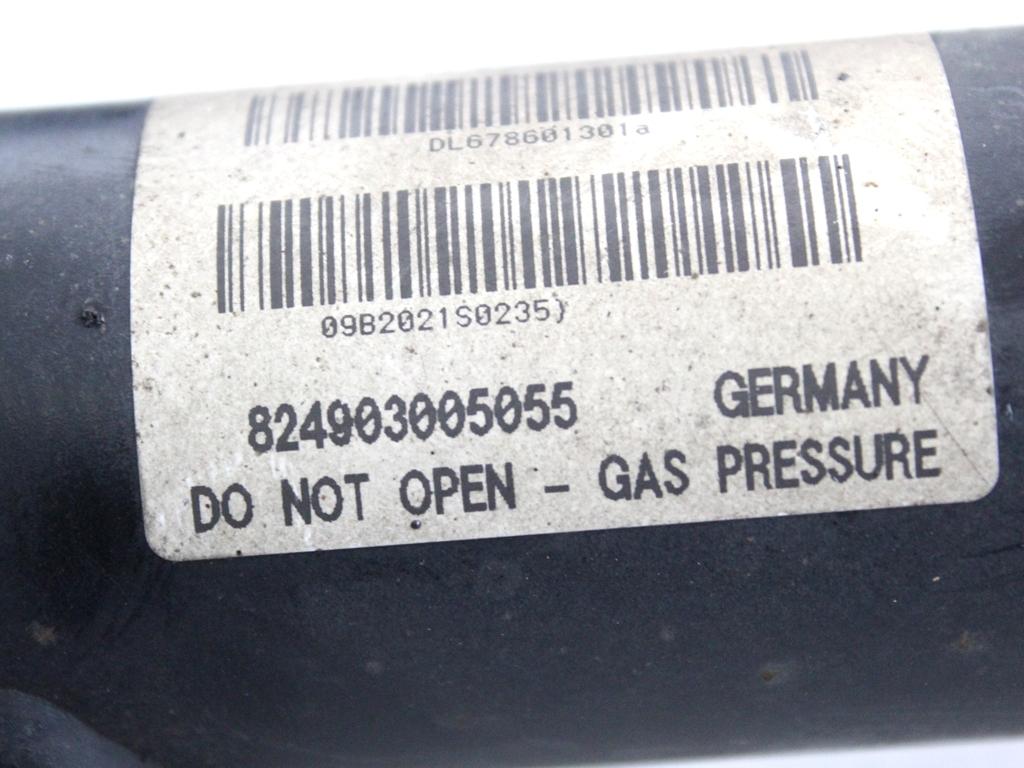 DL678601301a
09B2021S0235)
824903005055 GERMANY
DO NOT OPEN - GAS PRESSURE